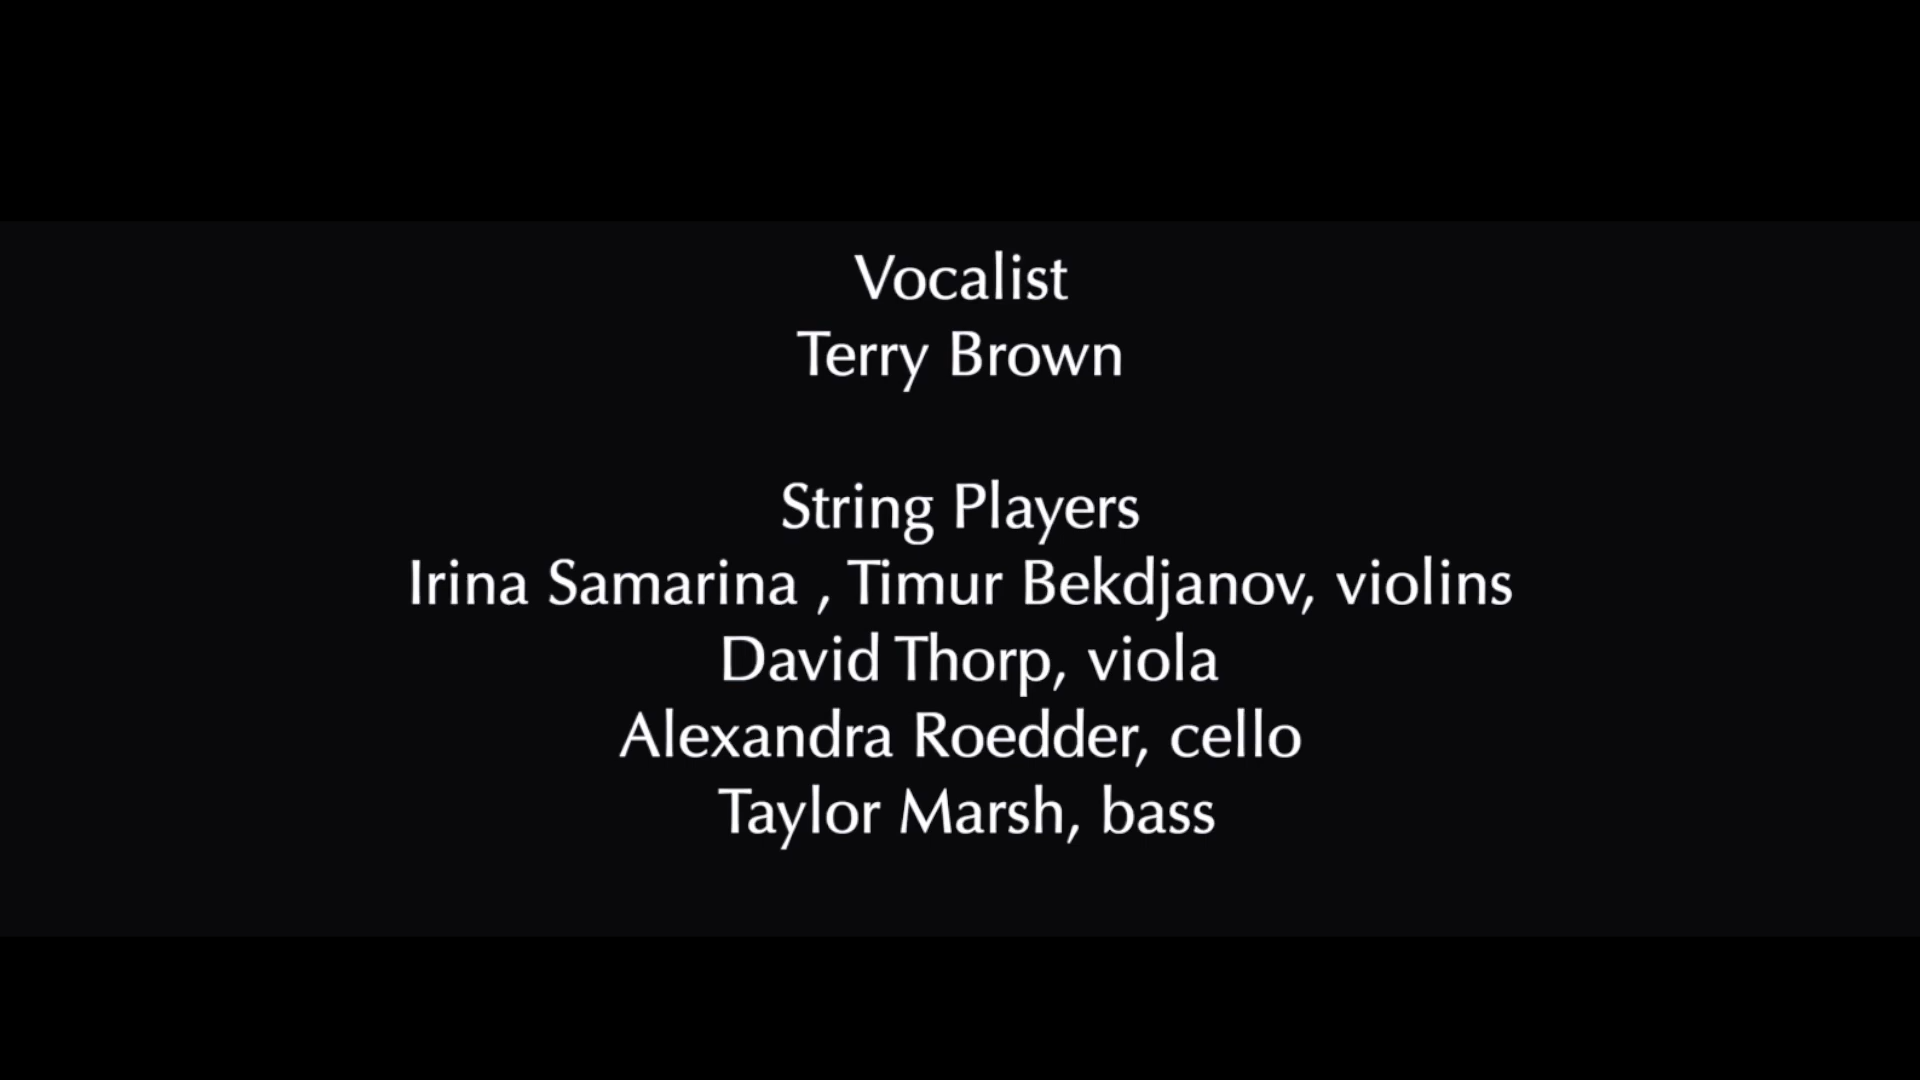 Vocalist
Terry Brown
String Players
Irina Samarina , Timur Bekdjanov, violins
David Thorp, viola
Alexandra Roedder, cello
Taylor Marsh, bass